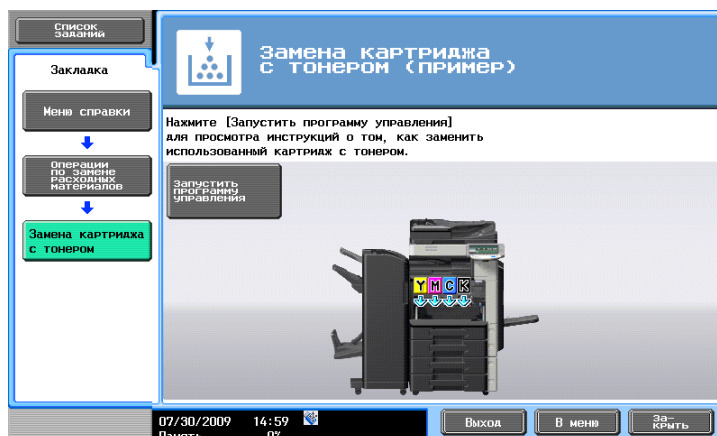 Список
заданий
Закладка
Меню справки
Операции
по замене
расходных
материалов
Замена картриджа
с тонером
Замена картриджа
с тонером (пример)
Нажмите [Запустить программу управления]
для просмотра инструкций о том, как заменить
использованный картридж с тонером.
Запустить
программу
управления
Y M C K
07/30/2009 14:59
Память 0%
Выход
В меню
За-
крыть